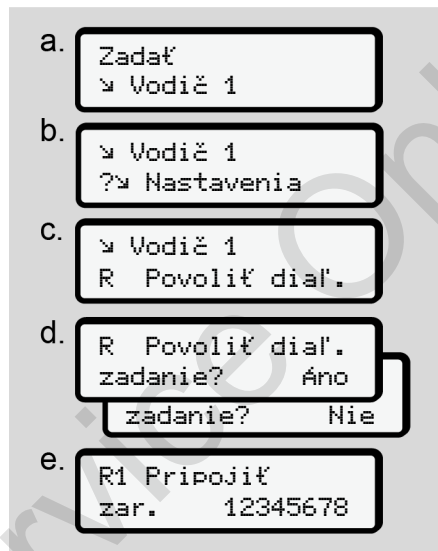 a.
Zadať
↘ Vodič 1
b.
↘ Vodič 1
?↘ Nastavenia
c.
↘ Vodič 1
R Povoliť diaľ.
d.
R Povoliť diaľ.
zadanie? Áno
zadanie? Nie
e.
R1 Pripojiť
zar. 12345678